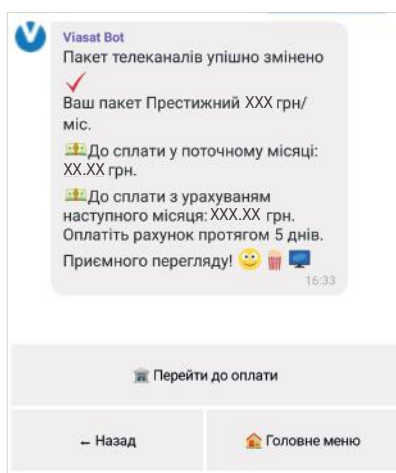 Viasat Bot
Пакет телеканалів упішно змінено
Ваш пакет Престижний XXX грн/
міс.
До сплати у поточному місяці:
XX.XX грн.
До сплати з урахуваням
наступного місяця: XXX.XX грн.
Оплатіть рахунок протягом 5 днів.
Приємного перегляду!
16:33
Перейти до оплати
← Назад
Головне меню